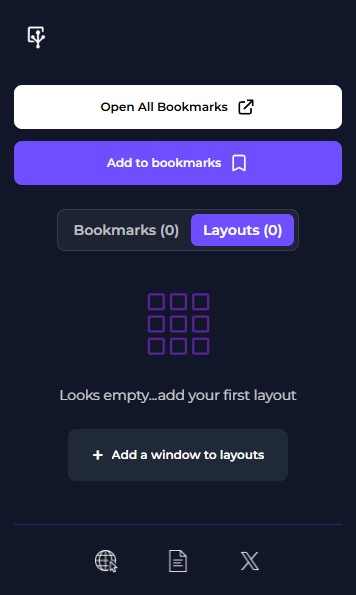 Open All Bookmarks
Add to bookmarks
Bookmarks (0) Layouts (0)
Looks empty...add your first layout
+ Add a window to layouts